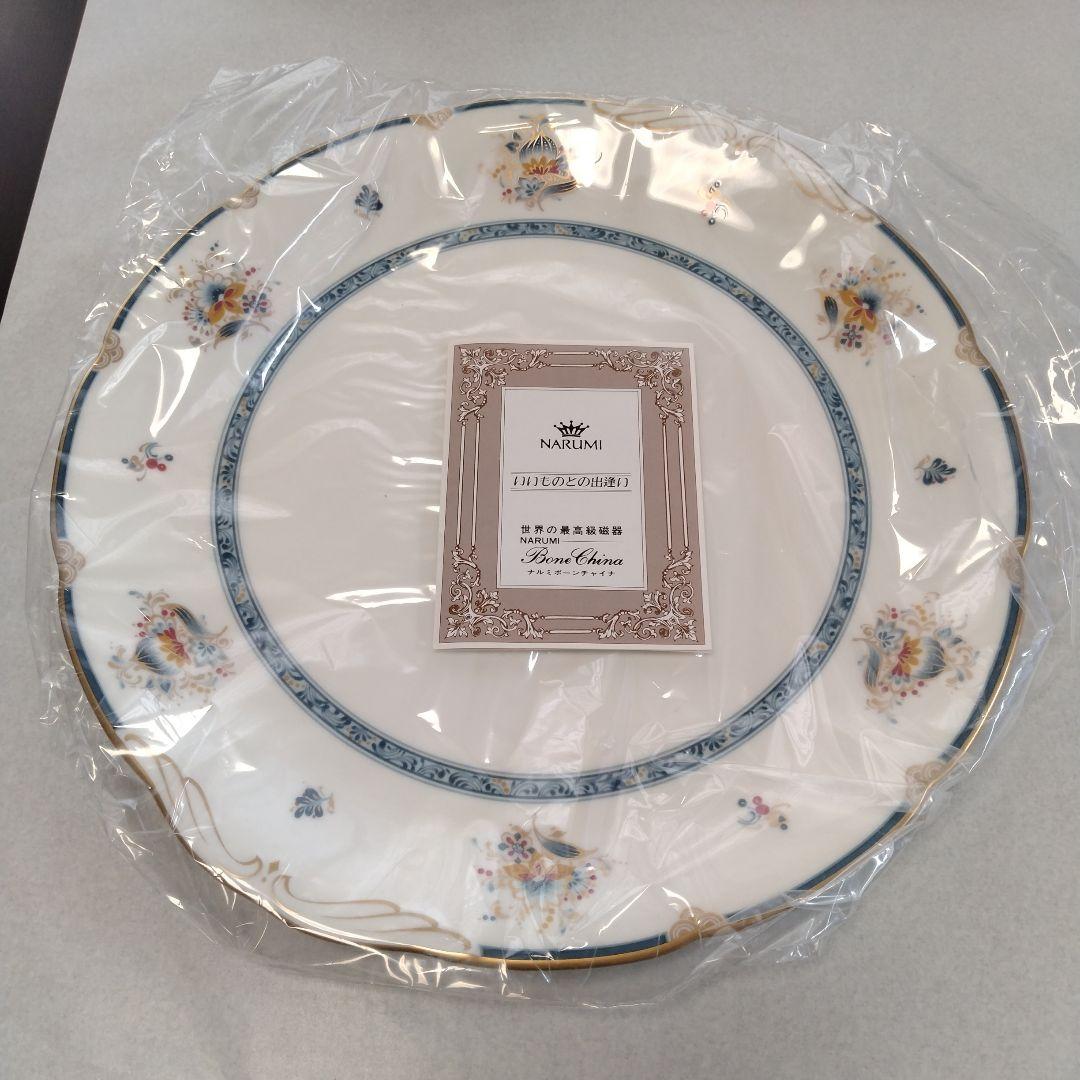 NARUMI
いいものとの出逢い
世界の最高級磁器
NARUMI
Bone China
ナルミボーンチャイナ